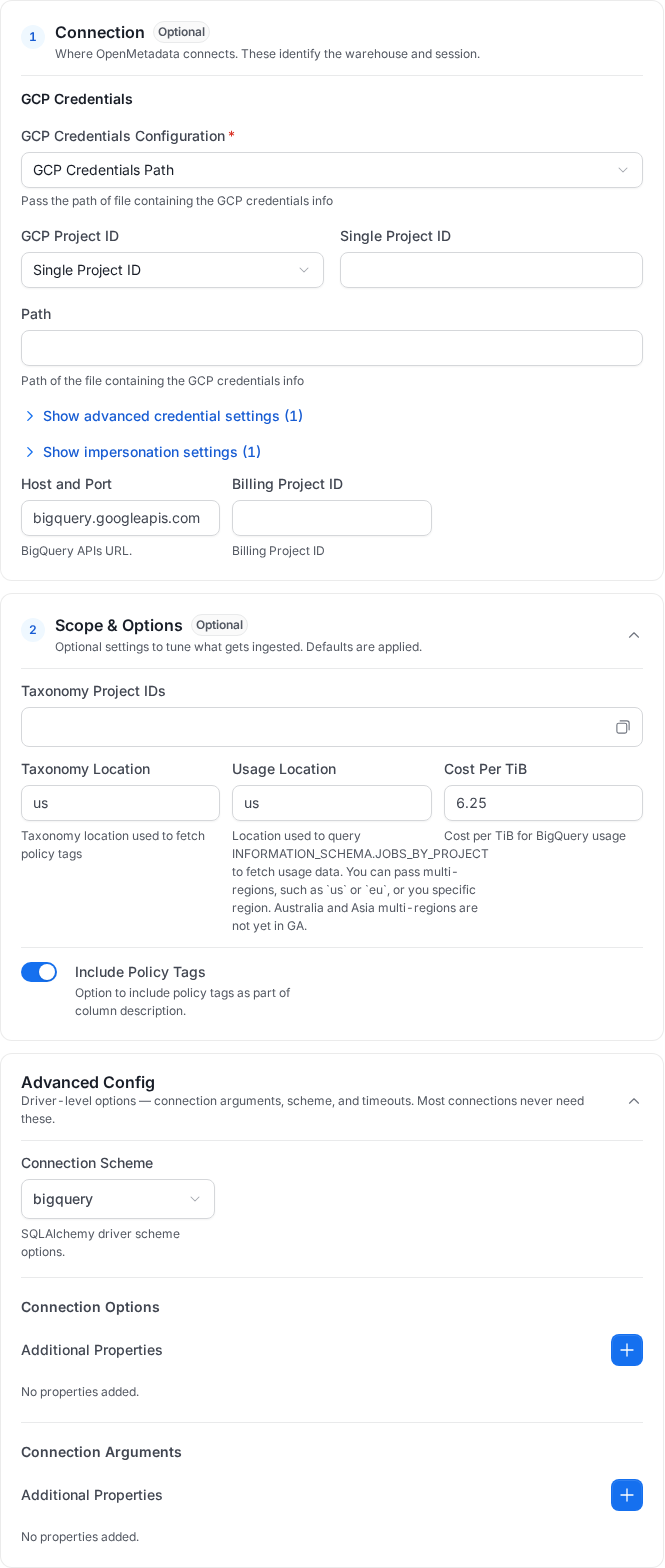 1
Connection Optional
Where OpenMetadata connects. These identify the warehouse and session.
GCP Credentials
GCP Credentials Configuration *
GCP Credentials Path
Pass the path of file containing the GCP credentials info
GCP Project ID
Single Project ID
Single Project ID
Path
Path of the file containing the GCP credentials info
Show advanced credential settings (1)
Show impersonation settings (1)
Host and Port
bigquery.googleapis.com
BigQuery APIs URL.
Billing Project ID
Billing Project ID
2
Scope & Options Optional
Optional settings to tune what gets ingested. Defaults are applied.
Taxonomy Project IDs
Taxonomy Location
us
Taxonomy location used to fetch
policy tags
Usage Location
us
Location used to query
INFORMATION_SCHEMA.JOBS_BY_PROJECT
to fetch usage data. You can pass multi-
regions, such as `us` or `eu`, or you specific
region. Australia and Asia multi-regions are
not yet in GA.
Cost Per TiB
6.25
Cost per TiB for BigQuery usage
Include Policy Tags
Option to include policy tags as part of
column description.
Advanced Config
Driver-level options — connection arguments, scheme, and timeouts. Most connections never need
these.
Connection Scheme
bigquery
SQLAlchemy driver scheme
options.
Connection Options
Additional Properties
No properties added.
Connection Arguments
Additional Properties
No properties added.